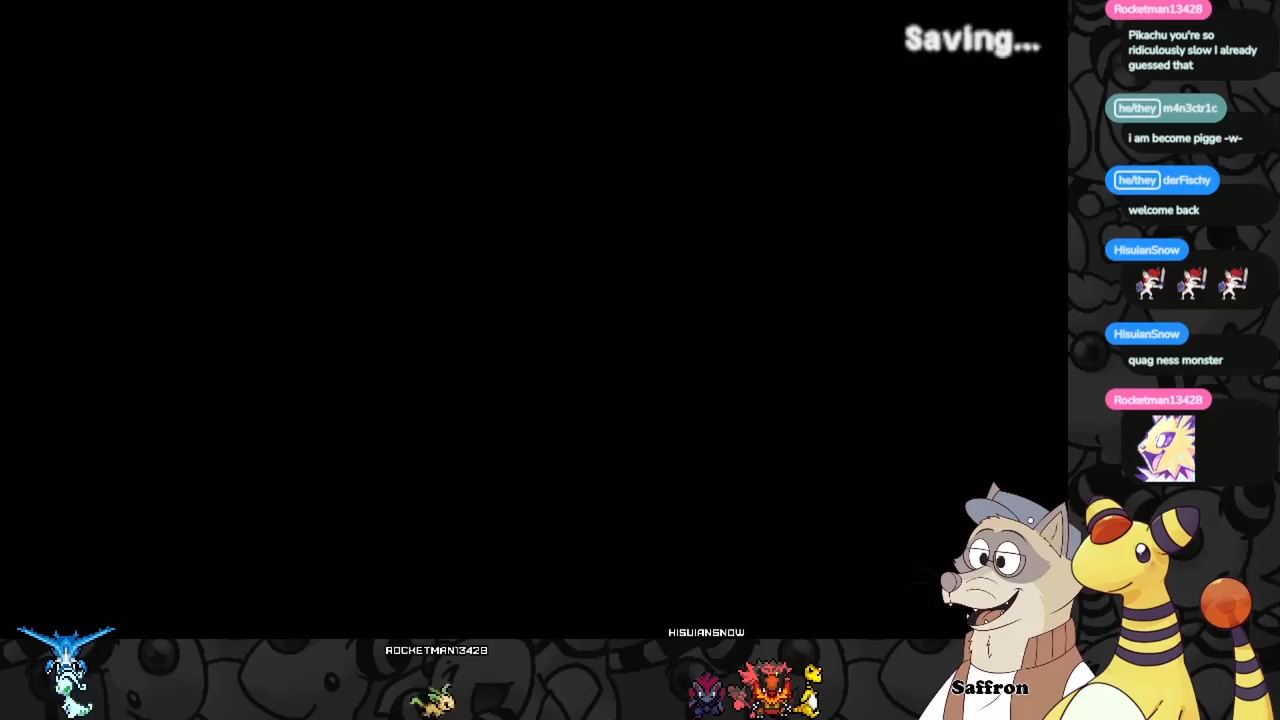 Saving...
Rocketman13428
Pikachu you're so
ridiculously slow I already
guessed that
he/they m4n3ctr1c
i am become pigge -w-
he/they derFischy
welcome back
HisuianSnow
HisuianSnow
quag ness monster
Rocketman13428
HISUIANSNOW
ROCKETMAN13428
Saffron